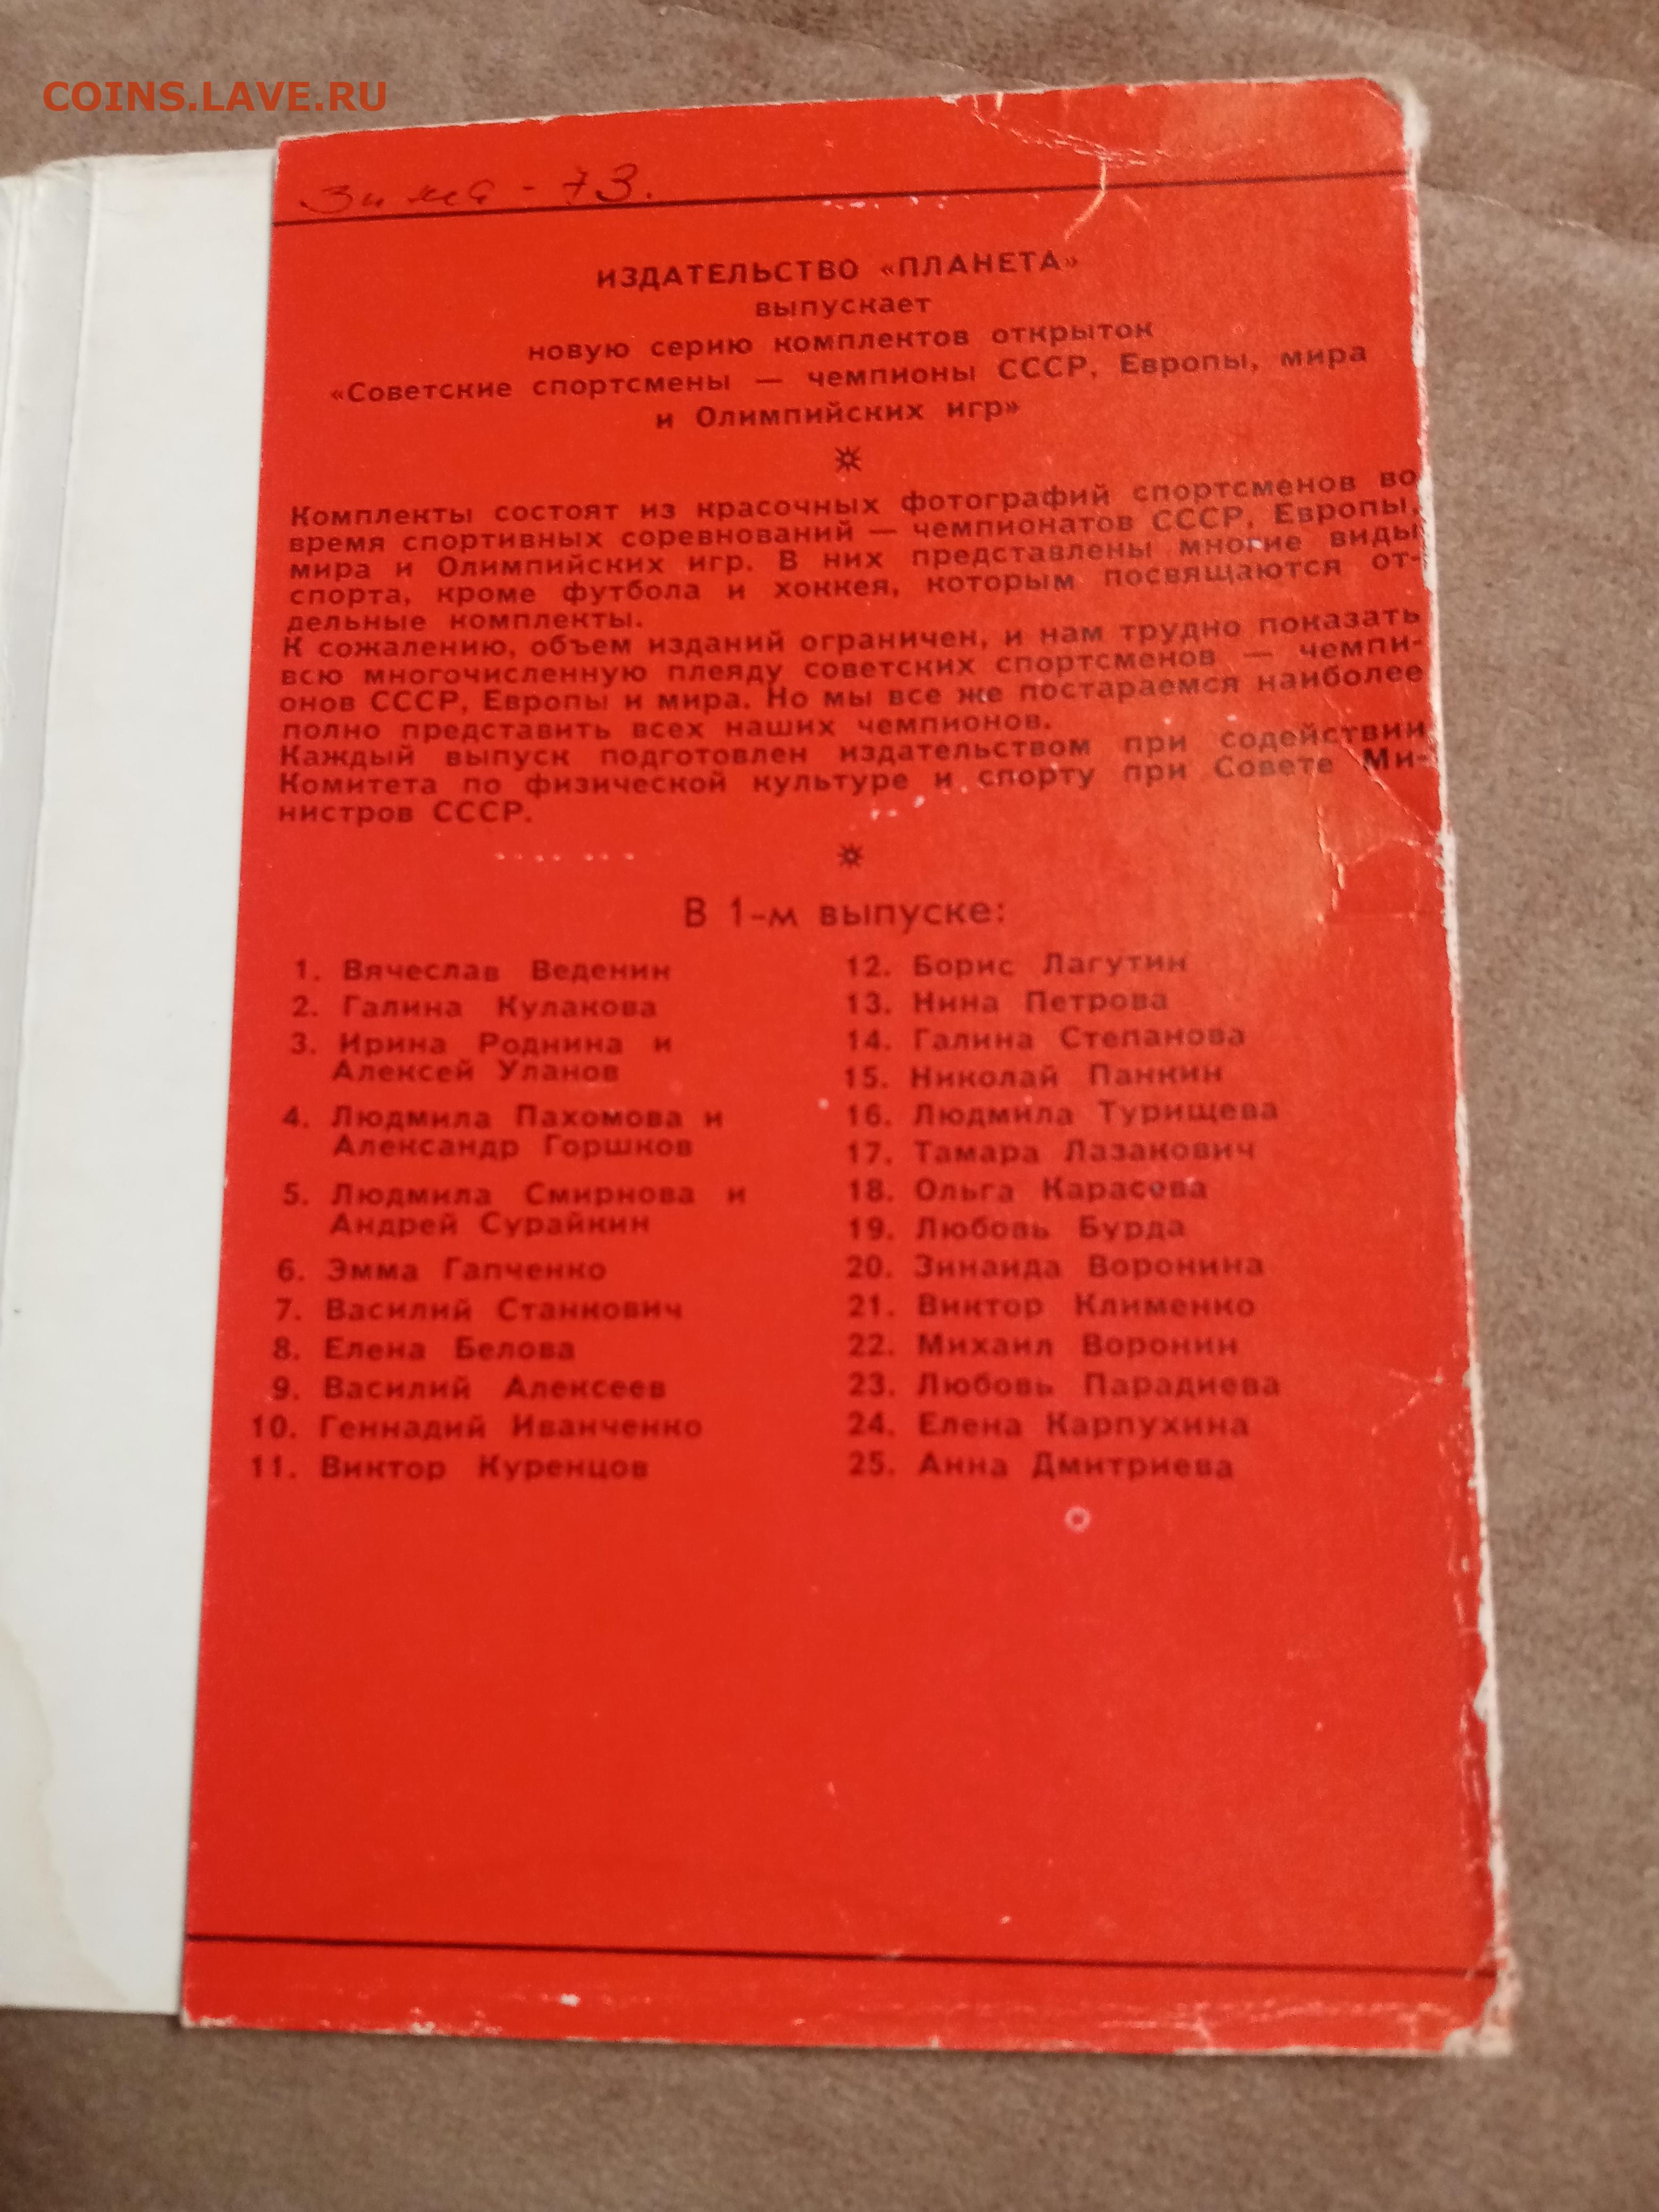 COINS.LAVE.RU
Зима - 73.
ИЗДАТЕЛЬСТВО «ПЛАНЕТА»
выпускает
новую серию комплектов открыток
«Советские спортсмены — чемпионы СССР, Европы, мира
и Олимпийских игр»
Комплекты состоят из красочных фотографий спортсменов во
время спортивных соревнований — чемпионатов СССР, Европы,
мира и Олимпийских игр. В них представлены многие виды
спорта, кроме футбола и хоккея, которым посвящаются от-
дельные комплекты.
К сожалению, объем изданий ограничен, и нам трудно показать
всю многочисленную плеяду советских спортсменов — чемпи-
онов СССР, Европы и мира. Но мы все же постараемся наиболее
полно представить всех наших чемпионов.
Каждый выпуск подготовлен издательством при содействии
Комитета по физической культуре и спорту при Совете Ми-
нистров СССР.
В 1-м выпуске:
1. Вячеслав Веденин
2. Галина Кулакова
3. Ирина Роднина и
Алексей Уланов
4. Людмила Пахомова и
Александр Горшков
5. Людмила Смирнова и
Андрей Сурайкин
6. Эмма Гапченко
7. Василий Станкович
8. Елена Белова
9. Василий Алексеев
10. Геннадий Иванченко
11. Виктор Куренцов
12. Борис Лагутин
13. Нина Петрова
14. Галина Степанова
15. Николай Панкин
16. Людмила Турищева
17. Тамара Лазакович
18. Ольга Карасева
19. Любовь Бурда
20. Зинаида Воронина
21. Виктор Клименко
22. Михаил Воронин
23. Любовь Парадиева
24. Елена Карпухина
25. Анна Дмитриева